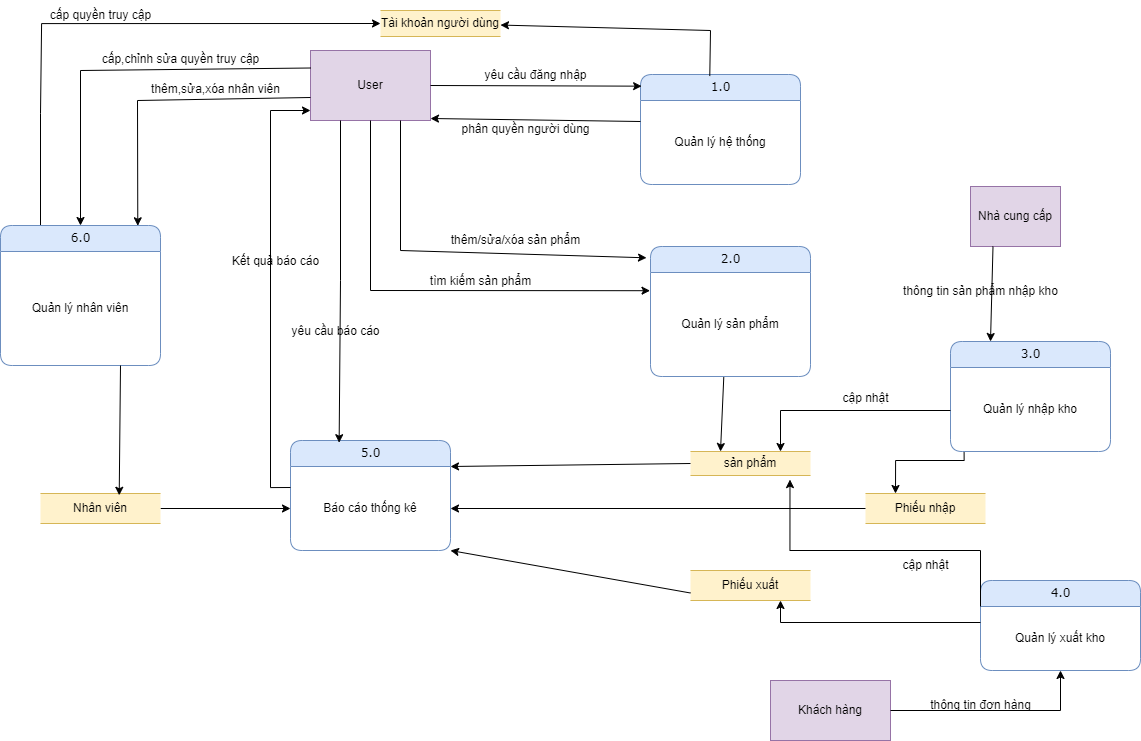 cấp quyền truy cập
Tài khoản người dùng
cấp,chỉnh sửa quyền truy cập
User
yêu cầu đăng nhập
1.0
thêm,sửa,xóa nhân viên
phân quyền người dùng
Quản lý hệ thống
Nhà cung cấp
6.0
thêm/sửa/xóa sản phẩm
2.0
Kết quả báo cáo
tìm kiếm sản phẩm
thông tin sản phẩm nhập kho
Quản lý nhân viên
yêu cầu báo cáo
Quản lý sản phẩm
3.0
cập nhật
Quản lý nhập kho
5.0
sản phẩm
Nhân viên
Báo cáo thống kê
Phiếu nhập
cập nhật
Phiếu xuất
4.0
Quản lý xuất kho
Khách hàng
thông tin đơn hàng